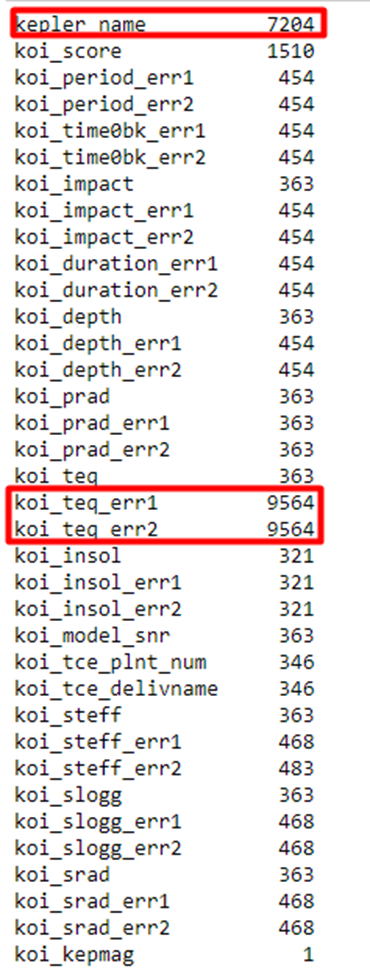 kepler_name 7204
koi_score 1510
koi_period_err1 454
koi_period_err2 454
koi_time0bk_err1 454
koi_time0bk_err2 454
koi_impact 363
koi_impact_err1 454
koi_impact_err2 454
koi_duration_err1 454
koi_duration_err2 454
koi_depth 363
koi_depth_err1 454
koi_depth_err2 454
koi_prad 363
koi_prad_err1 363
koi_prad_err2 363
koi_teq 363
koi_teq_err1 9564
koi_teq_err2 9564
koi_insol 321
koi_insol_err1 321
koi_insol_err2 321
koi_model_snr 363
koi_tce_plnt_num 346
koi_tce_delivname 346
koi_steff 363
koi_steff_err1 468
koi_steff_err2 483
koi_slogg 363
koi_slogg_err1 468
koi_slogg_err2 468
koi_srad 363
koi_srad_err1 468
koi_srad_err2 468
koi_kepmag 1